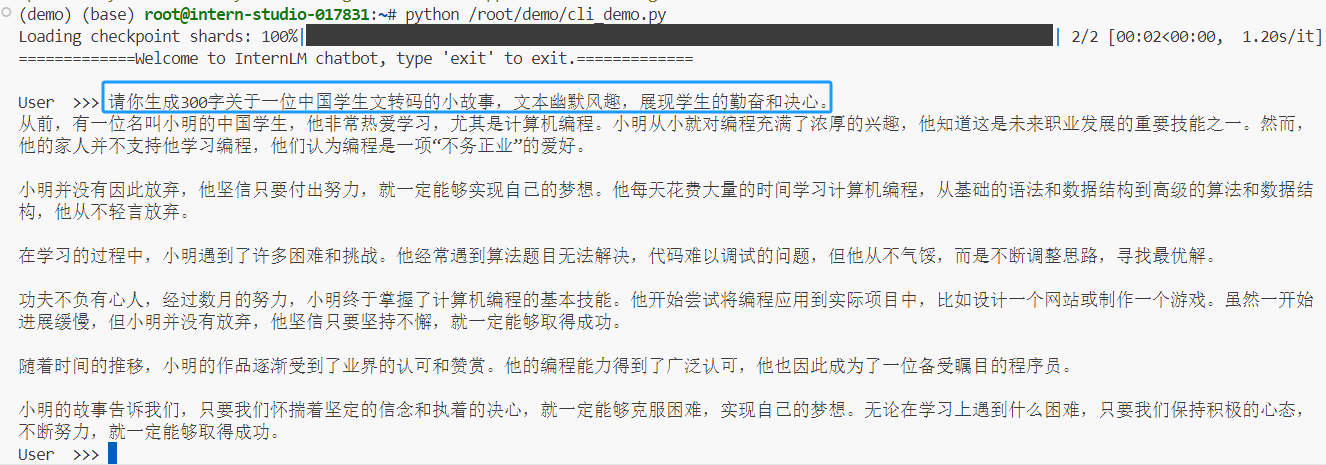 (demo) (base) root@intern-studio-017831:~# python /root/demo/cli_demo.py
Loading checkpoint shards: 100%| | 2/2 [00:02<00:00,  1.20s/it]
=============Welcome to InternLM chatbot, type 'exit' to exit.=============
User  >>> 请你生成300字关于一位中国学生文转码的小故事，文本幽默风趣，展现学生的勤奋和决心。
从前，有一位名叫小明的中国学生，他非常热爱学习，尤其是计算机编程。小明从小就对编程充满了浓厚的兴趣，他知道这是未来职业发展的重要技能之一。然而，
他的家人并不支持他学习编程，他们认为编程是一项“不务正业”的爱好。
小明并没有因此放弃，他坚信只要付出努力，就一定能够实现自己的梦想。他每天花费大量的时间学习计算机编程，从基础的语法和数据结构到高级的算法和数据结
构，他从不轻言放弃。
在学习的过程中，小明遇到了许多困难和挑战。他经常遇到算法题目无法解决，代码难以调试的问题，但他从不气馁，而是不断调整思路，寻找最优解。
功夫不负有心人，经过数月的努力，小明终于掌握了计算机编程的基本技能。他开始尝试将编程应用到实际项目中，比如设计一个网站或制作一个游戏。虽然一开始
进展缓慢，但小明并没有放弃，他坚信只要坚持不懈，就一定能够取得成功。
随着时间的推移，小明的作品逐渐受到了业界的认可和赞赏。他的编程能力得到了广泛认可，他也因此成为了一位备受瞩目的程序员。
小明的故事告诉我们，只要我们怀揣着坚定的信念和执着的决心，就一定能够克服困难，实现自己的梦想。无论在学习上遇到什么困难，只要我们保持积极的心态，
不断努力，就一定能够取得成功。
User  >>>